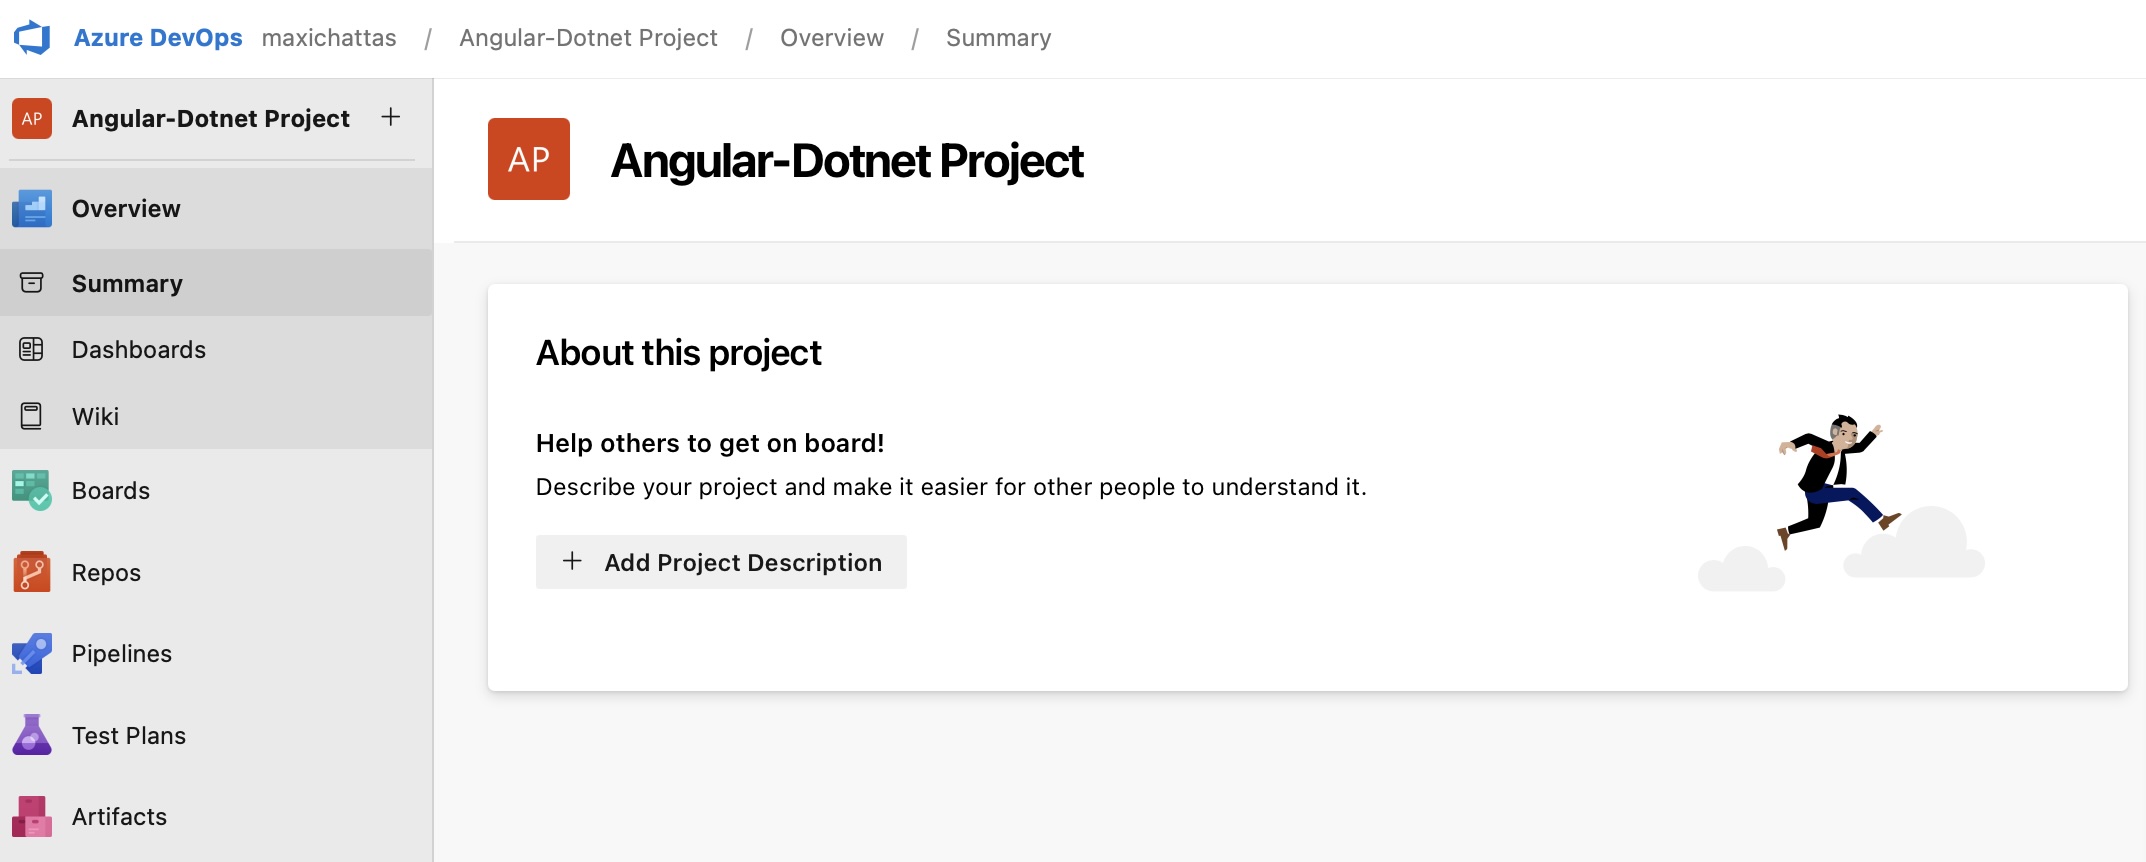 Azure DevOps maxichattas / Angular-Dotnet Project / Overview / Summary
AP Angular-Dotnet Project +
Overview
Summary
Dashboards
Wiki
Boards
Repos
Pipelines
Test Plans
Artifacts
AP Angular-Dotnet Project
About this project
Help others to get on board!
Describe your project and make it easier for other people to understand it.
+ Add Project Description